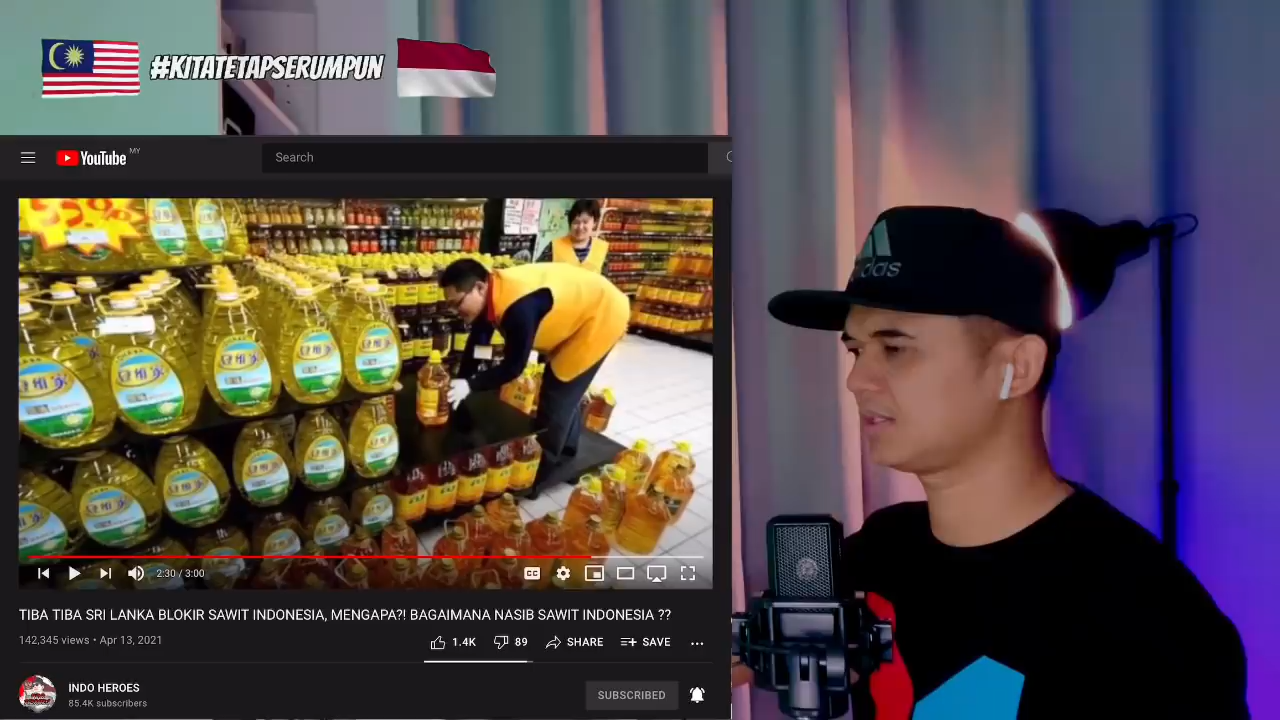 #KITATETAPSERUMPUN
YouTube MY
Search
adidas
2:30 / 3:00
CC
TIBA TIBA SRI LANKA BLOKIR SAWIT INDONESIA, MENGAPA?! BAGAIMANA NASIB SAWIT INDONESIA ??
142,345 views • Apr 13, 2021
1.4K
89
SHARE
SAVE
INDO HEROES
85.4K subscribers
SUBSCRIBED